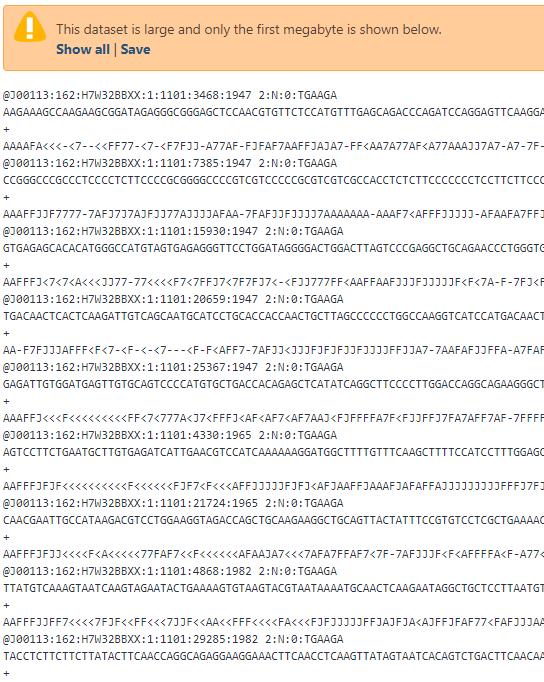 This dataset is large and only the first megabyte is shown below.
Show all | Save
@J00113:162:H7W32BBXX:1:1101:3468:1947 2:N:0:TGAAGA
AAGAAAGCCAAGAAGCGGATAGAGGGCGGGAGCTCCAACGTGTTCTCCATGTTTGAGCAGACCCAGATCCAGGAGTTCAAGGA
+
AAAAFA<<<-<7--<<FF77-<7-<F7FJJ-A77AF-FJFAF7AAFFJAJA7-FF<AA7A77AF<A77AAAJJ7A7-A7-7F-
@J00113:162:H7W32BBXX:1:1101:7385:1947 2:N:0:TGAAGA
CCGGGCCCGCCCTCCCCTCTTCCCCGCGGGGCCCCGTCGTCCCCCGCGTCGTCGCCACCTCTCTTCCCCCCCTCCTTCTTCCC
+
AAAFFJJF7777-7AFJ7J7AJFJJ77AJJJJAFAA-7FAFJJFJJJJ7AAAAAAA-AAAF7<AFFFJJJJJ-AFAAFA7FFJ
@J00113:162:H7W32BBXX:1:1101:15930:1947 2:N:0:TGAAGA
GTGAGAGCACACATGGGCCATGTAGTGAGAGGGTTCCTGGATAGGGGACTGGACTTAGTCCCGAGGCTGCAGAACCCTGGGTG
+
AAFFFJ<7<7<A<<<JJ77-77<<<<F7<7FFJ7<7F7FJ7<-<FJJ777FF<AAFFAAFJJJFJJJJJF<F<7A-F-7FJ<F
@J00113:162:H7W32BBXX:1:1101:20659:1947 2:N:0:TGAAGA
TGACAACTCACTCAAGATTGTCAGCAATGCATCCTGCACCACCAACTGCTTAGCCCCCCTGGCCAAGGTCATCCATGACAACT
+
AA-F7FJJJAFFF<F<7-<F-<-<7---<F-F<AFF7-7AFJJ<JJJFJFJFJJFJJJJFFJJA7-7AAFAFJJFFA-A7FAF
@J00113:162:H7W32BBXX:1:1101:25367:1947 2:N:0:TGAAGA
GAGATTGTGGATGAGTTGTGCAGTCCCCATGTGCTGACCACAGAGCTCATATCAGGCTTCCCCTTGGACCAGGCAGAAGGGCT
+
AAAFFJ<<<F<<<<<<<<<FF<7<777A<J7<FFFJ<AF<AF7<AF7AAJ<FJFFFFA7F<FJJFFJ7FA7AFF7AF-7FFFF
@J00113:162:H7W32BBXX:1:1101:4330:1965 2:N:0:TGAAGA
AGTCCTTCTGAATGCTTGTGAGATCATTGAACGTCCATCAAAAAAGGATGGCTTTTGTTTCAAGCTTTTCCATCCTTTGGAGC
+
AAFFFJFJF<<<<<<<<<<F<<<<<<FJF7<F<<<AFFJJJJJFJFJ<AFJAAFFJAAAFJAFAFFAJJJJJJJJJFFFJ7FJ
@J00113:162:H7W32BBXX:1:1101:21724:1965 2:N:0:TGAAGA
CAACGAATTGCCATAAGACGTCCTGGAAGGTAGACCAGCTGCAAGAAGGCTGCAGTTACTATTTCCGTGTCCTCGCTGAAAAC
+
AAFFFJFJJ<<<<F<A<<<<<77FAF7<<F<<<<<<AFAAJA7<<<7AFA7FFAF7<7F-7AFJJJF<F<AFFFFA<F-A77<
@J00113:162:H7W32BBXX:1:1101:4868:1982 2:N:0:TGAAGA
TTATGTCAAAGTAATCAAGTAGAATACTGAAAAGTGTAAGTACGTAATAAAATGCAACTCAAGAATAGGCTGCTCCTTAATGT
+
AAFFFJJFF7<<<<7FJF<<FF<<<7JJF<<AA<<FFF<<<<FA<<<FJFJJJJJFFJJAJFJA<AJFFJFAF77<FAFJJJAA
@J00113:162:H7W32BBXX:1:1101:29285:1982 2:N:0:TGAAGA
TACCTCTTCTTCTTATACTTCAACCAGGCAGAGGAAGGAAACTTCAACCTCAAGTTATAGTAATCACAGTCTGACTTCAACAA
+